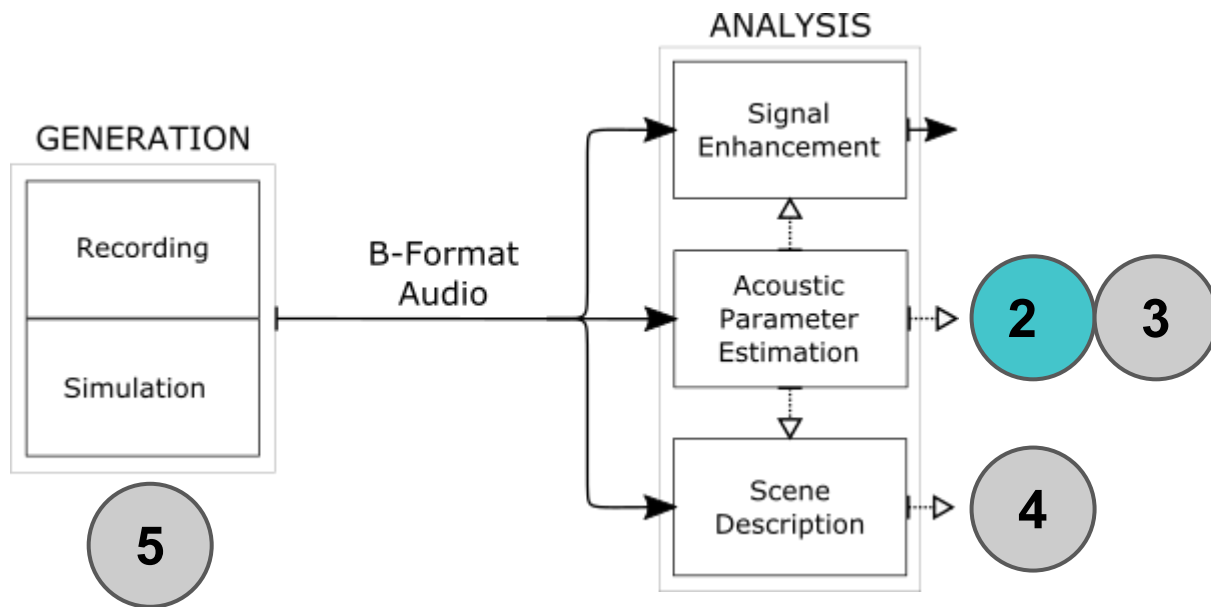 GENERATION
Recording
Simulation
5
B-Format
Audio
ANALYSIS
Signal
Enhancement
Acoustic
Parameter
Estimation
2
3
Scene
Description
4